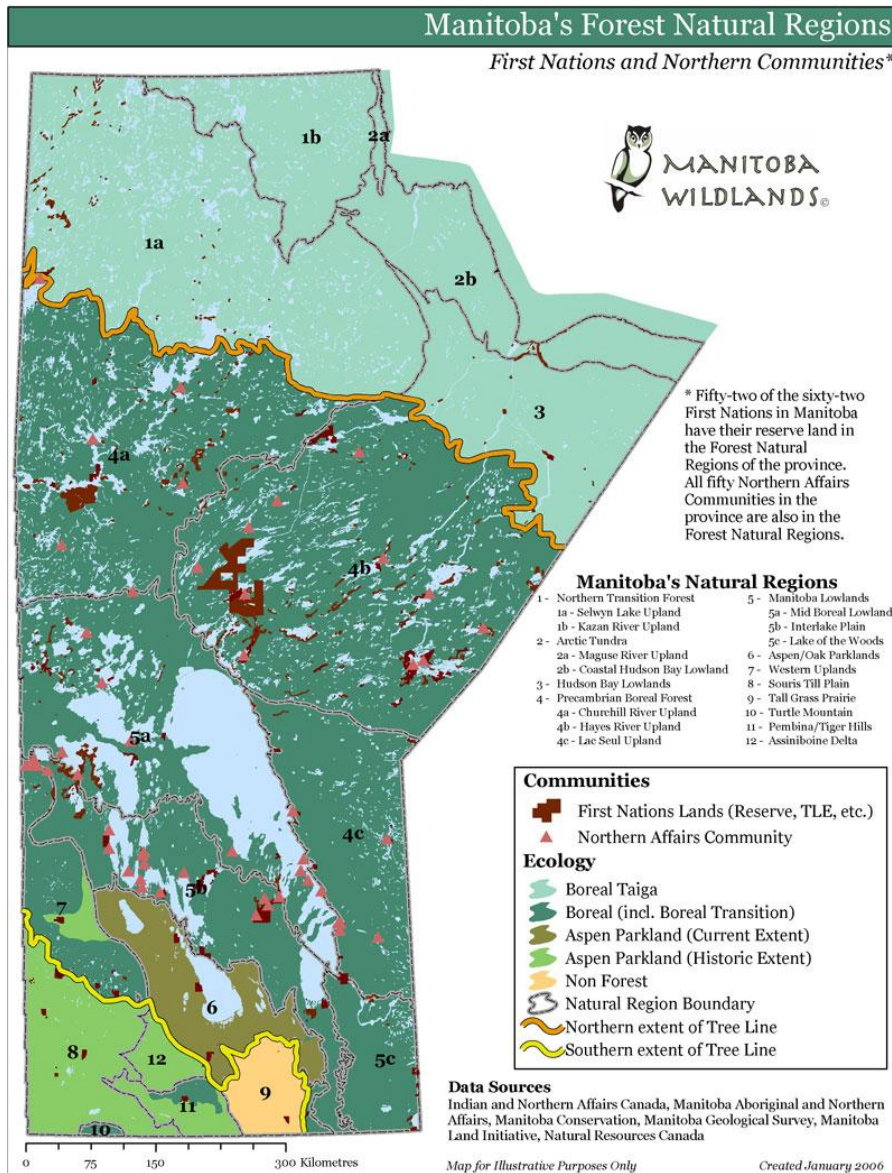 Manitoba's Forest Natural Regions
First Nations and Northern Communities*
MANITOBA
WILDLANDS©
1b
2a
1a
2b
3
* Fifty-two of the sixty-two
First Nations in Manitoba
have their reserve land in
the Forest Natural
Regions of the province.
All fifty Northern Affairs
Communities in the
province are also in the
Forest Natural Regions.
4a
4b
Manitoba's Natural Regions
1 - Northern Transition Forest
1a - Selwyn Lake Upland
1b - Kazan River Upland
2 - Arctic Tundra
2a - Maguse River Upland
2b - Coastal Hudson Bay Lowland
3 - Hudson Bay Lowlands
4 - Precambrian Boreal Forest
4a - Churchill River Upland
4b - Hayes River Upland
4c - Lac Seul Upland
5 - Manitoba Lowlands
5a - Mid Boreal Lowland
5b - Interlake Plain
5c - Lake of the Woods
6 - Aspen/Oak Parklands
7 - Western Uplands
8 - Souris Till Plain
9 - Tall Grass Prairie
10 - Turtle Mountain
11 - Pembina/Tiger Hills
12 - Assiniboine Delta
5a
4c
5b
7
6
8
12
5c
9
11
10
Communities
First Nations Lands (Reserve, TLE, etc.)
Northern Affairs Community
Ecology
Boreal Taiga
Boreal (incl. Boreal Transition)
Aspen Parkland (Current Extent)
Aspen Parkland (Historic Extent)
Non Forest
Natural Region Boundary
Northern extent of Tree Line
Southern extent of Tree Line
Data Sources
Indian and Northern Affairs Canada, Manitoba Aboriginal and Northern
Affairs, Manitoba Conservation, Manitoba Geological Survey, Manitoba
Land Initiative, Natural Resources Canada
0 75 150 300 Kilometres
Map for Illustrative Purposes Only
Created January 2006